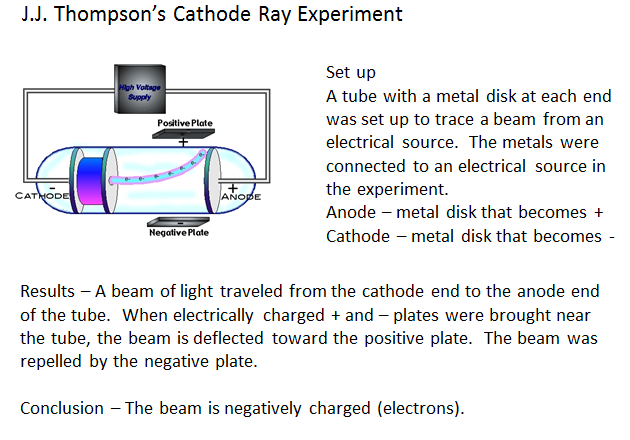 J.J. Thompson’s Cathode Ray Experiment
High Voltage
Supply
Positive Plate
+
-
CATHODE
+
ANODE
-
Negative Plate
Set up
A tube with a metal disk at each end
was set up to trace a beam from an
electrical source. The metals were
connected to an electrical source in
the experiment.
Anode – metal disk that becomes +
Cathode – metal disk that becomes -
Results – A beam of light traveled from the cathode end to the anode end
of the tube. When electrically charged + and – plates were brought near
the tube, the beam is deflected toward the positive plate. The beam was
repelled by the negative plate.
Conclusion – The beam is negatively charged (electrons).